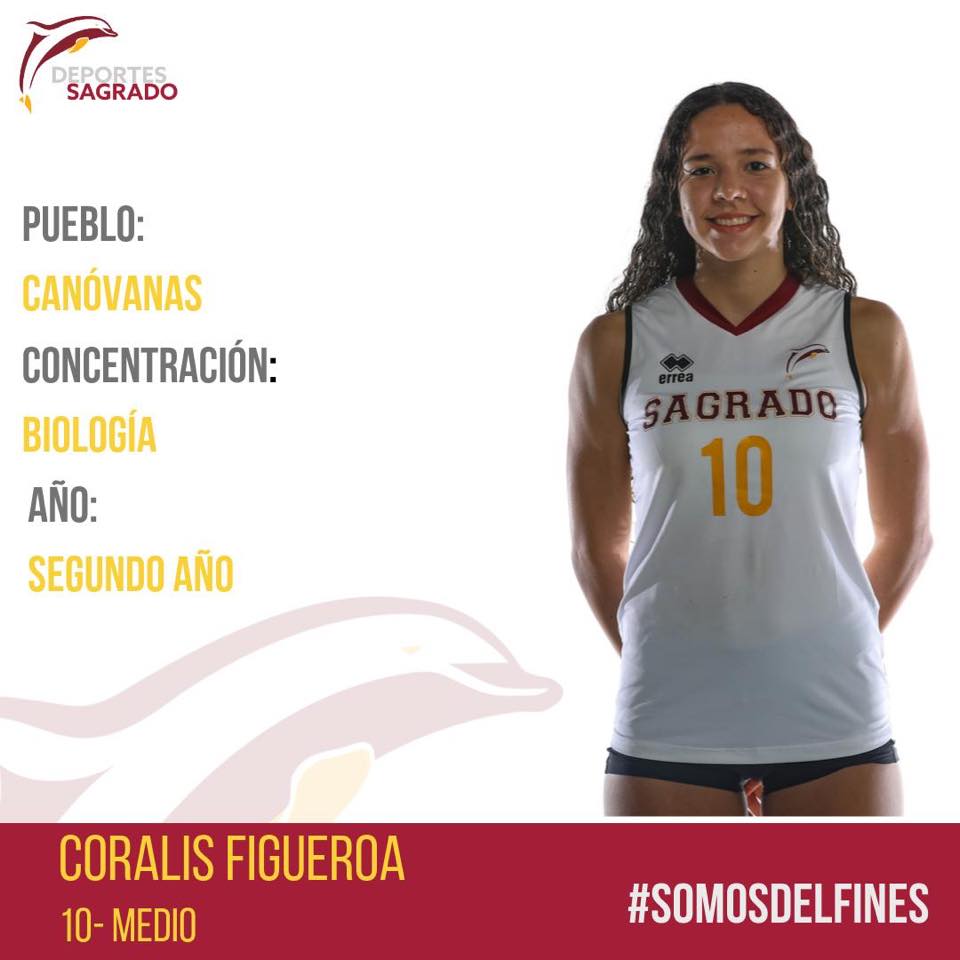 DEPORTES
SAGRADO
PUEBLO:
CANÓVANAS
CONCENTRACIÓN:
BIOLOGÍA
AÑO:
SEGUNDO AÑO
errea
SAGRADO
10
CORALIS FIGUEROA
10- MEDIO
#SOMOSDELFINES